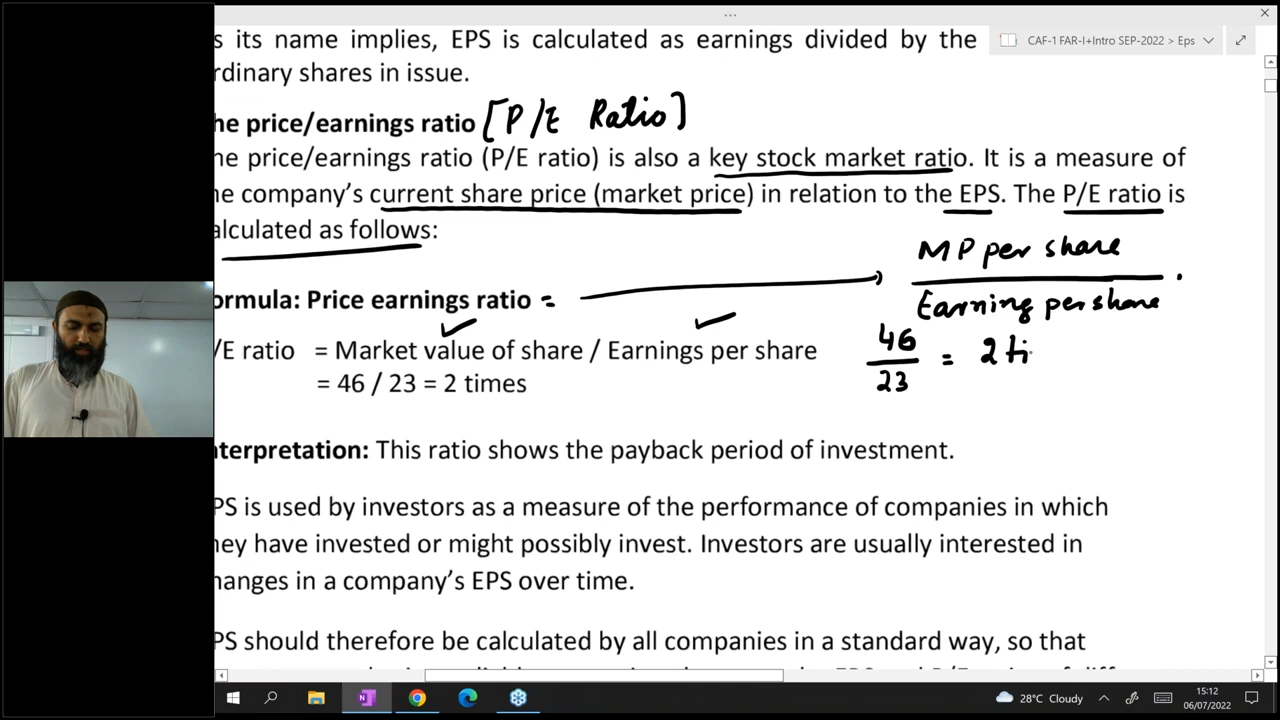 s its name implies, EPS is calculated as earnings divided by the
CAF-1 FAR-I+Intro SEP-2022 > Eps
rdinary shares in issue.
he price/earnings ratio [P/E Ratio]
he price/earnings ratio (P/E ratio) is also a key stock market ratio. It is a measure of
he company's current share price (market price) in relation to the EPS. The P/E ratio is
alculated as follows:
MP per share
ormula: Price earnings ratio =
Earning per share
/E ratio = Market value of share / Earnings per share
46
= 2 ti
23
= 46 / 23 = 2 times
nterpretation: This ratio shows the payback period of investment.
PS is used by investors as a measure of the performance of companies in which
hey have invested or might possibly invest. Investors are usually interested in
hanges in a company's EPS over time.
PS should therefore be calculated by all companies in a standard way, so that
28°C Cloudy
15:12
06/07/2022